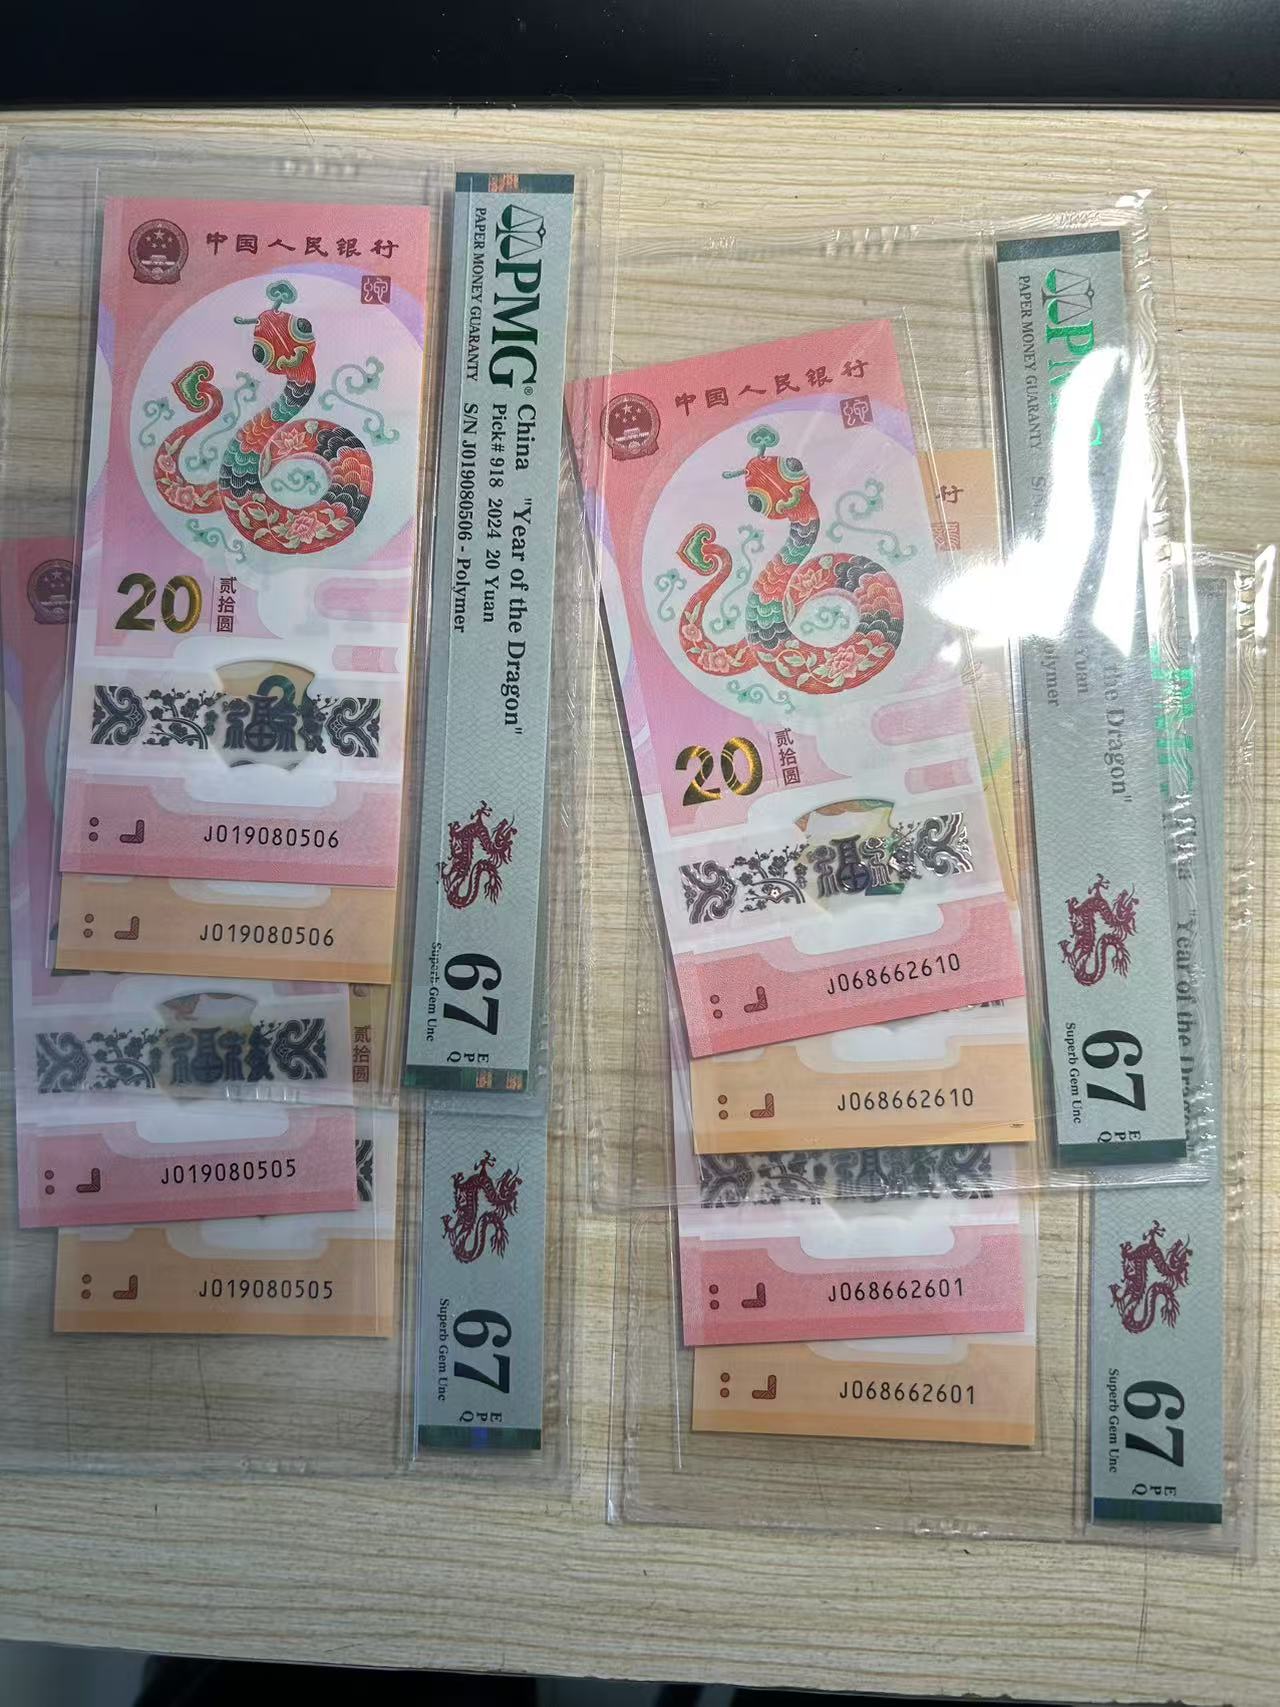 中国人民银行
20
贰拾圆
J019080506
J019080506
贰拾圆
J019080505
J019080505
PMG®
PAPER MONEY GUARANTY
China "Year of the Dragon"
Pick# 918 2024 20 Yuan
S/N J019080506 - Polymer
67
EPQ
Superb Gem Unc
67
EPQ
Superb Gem Unc
中国人民银行
20
贰拾圆
福
J068662610
行
J068662610
J068662601
J068662601
PAPER MONEY GUARANTY
the Dragon"
Yuan
67
EPQ
Superb Gem Unc
"Year of the
67
EPQ
Superb Gem Unc